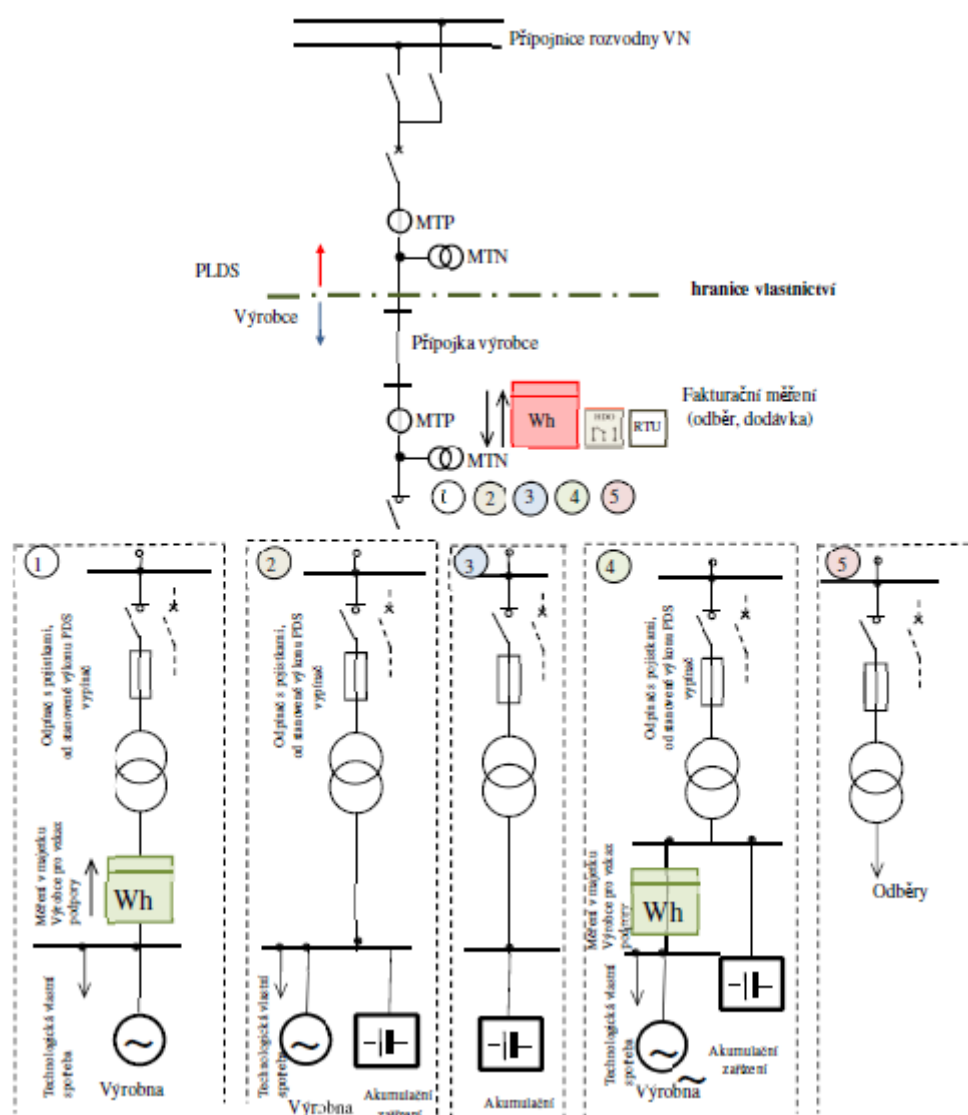 Přípojnice rozvodny VN
MTP
MTN
PLDS
hranice vlastnictví
Výrobce
Přípojka výrobce
Fakturační měření
(odběr, dodávka)
MTP
Wh
HDO
RTU
MTN
2
3
4
5
1
Odpínač s pojistkami,
od stanovené výkonu PDS
vypínač
Měření v majetku
Výrobce pro vzkaz
podpory
Wh
Technologická vlastní
spotřeba
~
Výrobna
2
Odpínač s pojistkami,
od stanovené výkonu PDS
vypínač
Technologická vlastní
spotřeba
~
Výrobna
Akumulační
zařízení
3
Akumulační
4
Odpínač s pojistkami,
od stanovené výkonu PDS
vypínač
Měření v majetku
Výrobce pro vzkaz
podpory
Wh
Technologická vlastní
spotřeba
~
Výrobna ~
Akumulační
zařízení
5
Odběry